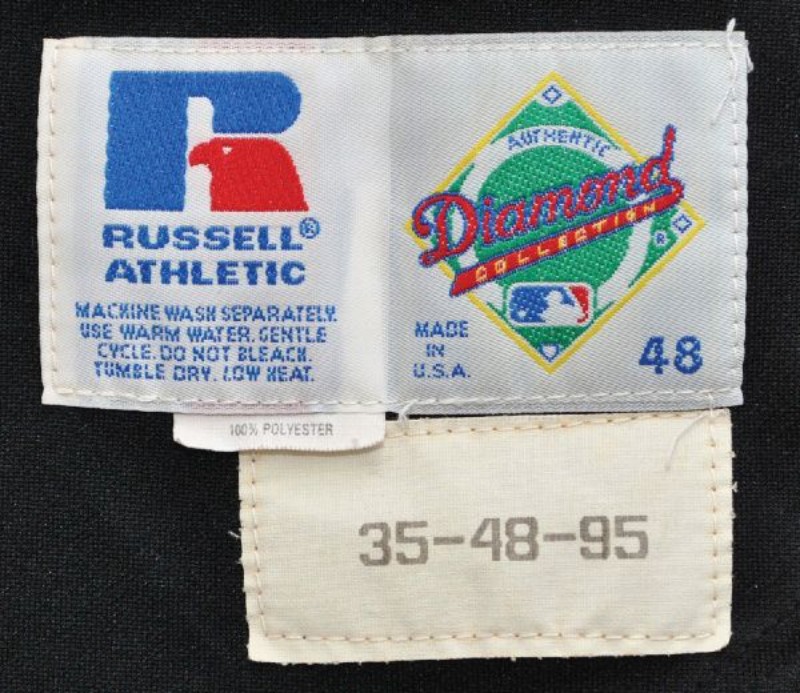 RUSSELL®
ATHLETIC
MACHINE WASH SEPARATELY.
USE WARM WATER. GENTLE
CYCLE. DO NOT BLEACH.
TUMBLE DRY. LOW HEAT.
AUTHENTIC
Diamond
COLLECTION
®
MADE
IN
U.S.A.
48
100% POLYESTER
35-48-95